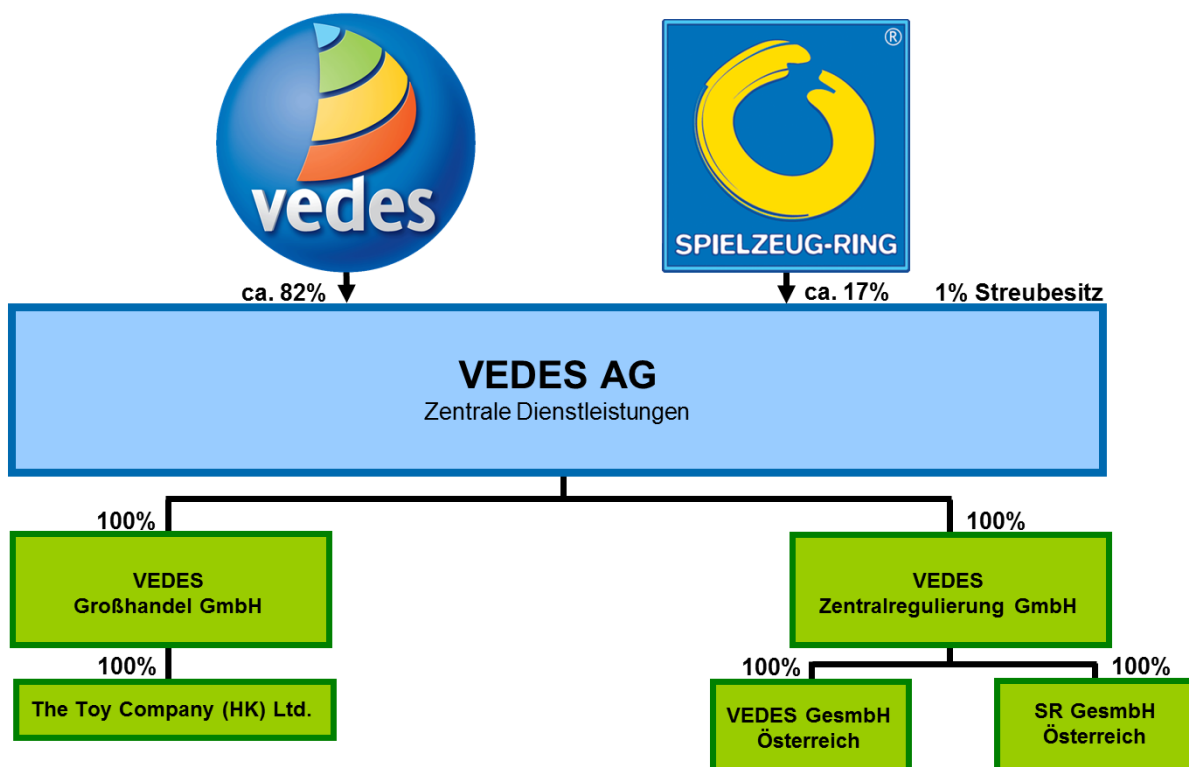 vedes
®
SPIELZEUG-RING
ca. 82%
ca. 17%
1% Streubesitz
VEDES AG
Zentrale Dienstleistungen
100%
100%
VEDES
Großhandel GmbH
VEDES
Zentralregulierung GmbH
100%
100%
100%
The Toy Company (HK) Ltd.
VEDES GesmbH
Österreich
SR GesmbH
Österreich